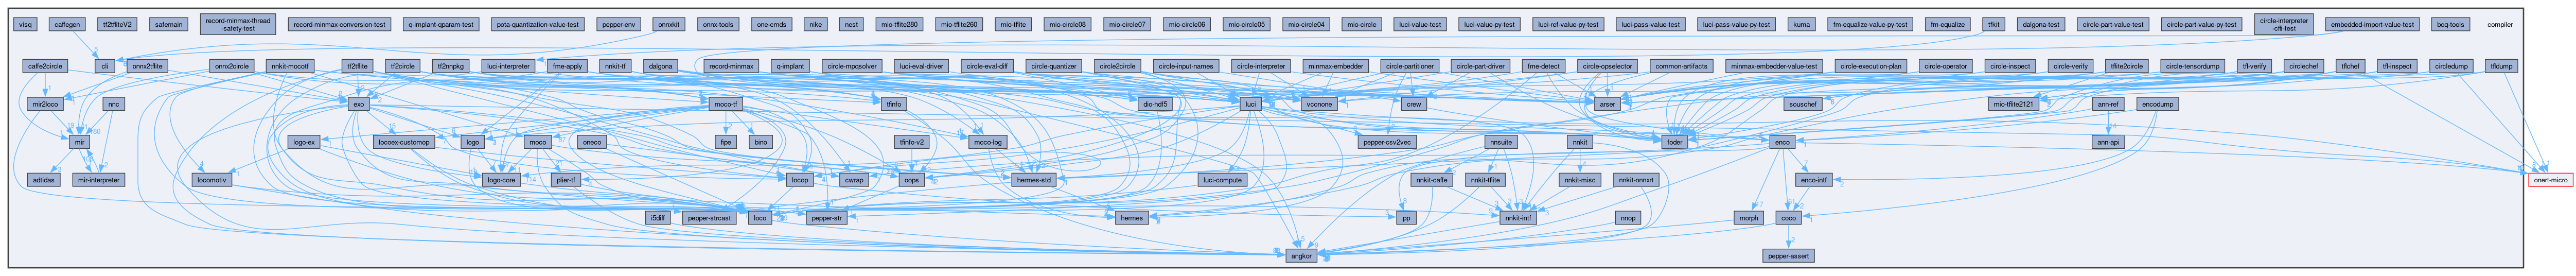 visq caffegen tf2tfliteV2 safemain record-minmax-thread
-safety-test record-minmax-conversion-test q-implant-qparam-test pota-quantization-value-test pepper-env onnxkit onnx-tools one-cmds nike nest mio-tflite280 mio-tflite260 mio-tflite mio-circle08 mio-circle07 mio-circle06 mio-circle05 mio-circle04 mio-circle luci-value-test luci-value-py-test luci-ref-value-py-test luci-pass-value-test luci-pass-value-py-test kuma fm-equalize-value-py-test fm-equalize tfkit dalgona-test circle-part-value-test circle-part-value-py-test circle-interpreter
-cffi-test embedded-import-value-test bcq-tools compiler
caffe2circle cli onnx2tflite onnx2circle nnkit-mocotf tf2tflite tf2circle tf2nnpkg luci-interpreter fme-apply nnkit-tf dalgona record-minmax q-implant circle-mpqsolver luci-eval-driver circle-eval-diff circle-quantizer circle2circle circle-input-names circle-interpreter minmax-embedder circle-partitioner circle-part-driver fme-detect circle-opselector common-artifacts minmax-embedder-value-test circle-execution-plan circle-operator circle-inspect circle-verify tflite2circle circle-tensordump tfl-verify circlechef tflchef tfl-inspect circledump tfldump
mir2loco nnc exo moco-tf tfinfo dio-hdf5 luci vconone crew arser souschef mio-tflite2121 ann-ref encodump
mir logo-ex locoex-customop logo moco oneco fipe bino tfinfo-v2 moco-log pepper-csv2vec nnsuite nnkit foder enco ann-api
adtidas mir-interpreter locomotiv logo-core plier-tf locop cwrap oops hermes-std luci-compute nnkit-caffe nnkit-tflite nnkit-misc nnkit-onnxrt enco-intf onert-micro
i5diff pepper-strcast loco pepper-str hermes pp nnkit-intf nnop morph coco
angkor pepper-assert